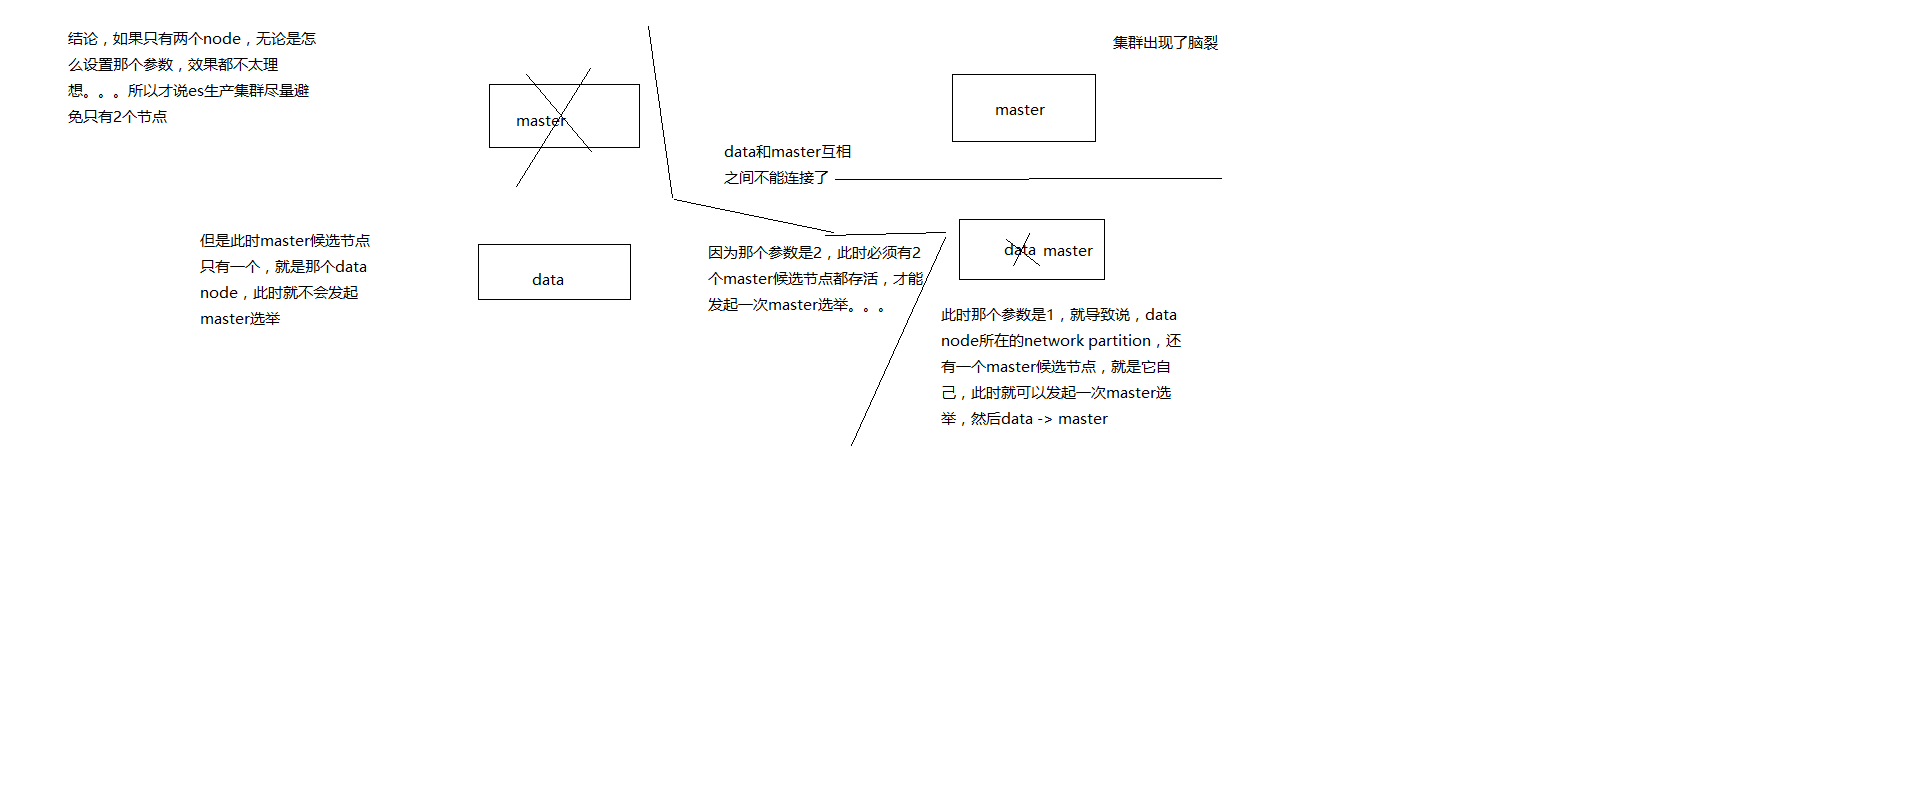 结论，如果只有两个node，无论是怎
么设置那个参数，效果都不太理
想。。。所以才说es生产集群尽量避
免只有2个节点
master
但是此时master候选节点
只有一个，就是那个data
node，此时就不会发起
master选举
data
因为那个参数是2，此时必须有2
个master候选节点都存活，才能
发起一次master选举。。。
集群出现了脑裂
master
data和master互相
之间不能连接了
data master
此时那个参数是1，就导致说，data
node所在的network partition，还
有一个master候选节点，就是它自
己，此时就可以发起一次master选
举，然后data -> master